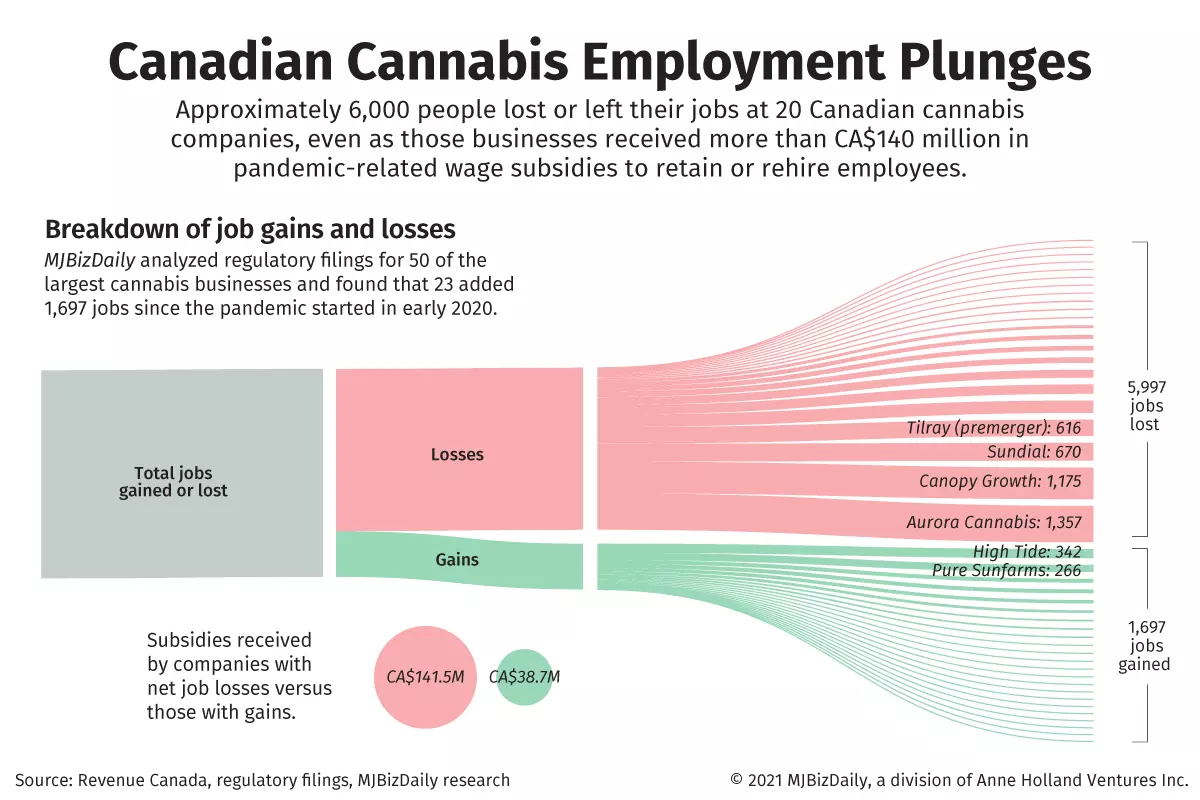 Canadian Cannabis Employment Plunges
Approximately 6,000 people lost or left their jobs at 20 Canadian cannabis
companies, even as those businesses received more than CA$140 million in
pandemic-related wage subsidies to retain or rehire employees.
Breakdown of job gains and losses
MJBizDaily analyzed regulatory filings for 50 of the
largest cannabis businesses and found that 23 added
1,697 jobs since the pandemic started in early 2020.
Total jobs
gained or lost
Losses
Gains
Tilray (premerger): 616
Sundial: 670
Canopy Growth: 1,175
Aurora Cannabis: 1,357
High Tide: 342
Pure Sunfarms: 266
5,997
jobs
lost
1,697
jobs
gained
Subsidies received
by companies with
net job losses versus
those with gains.
CA$141.5M
CA$38.7M
Source: Revenue Canada, regulatory filings, MJBizDaily research
© 2021 MJBizDaily, a division of Anne Holland Ventures Inc.